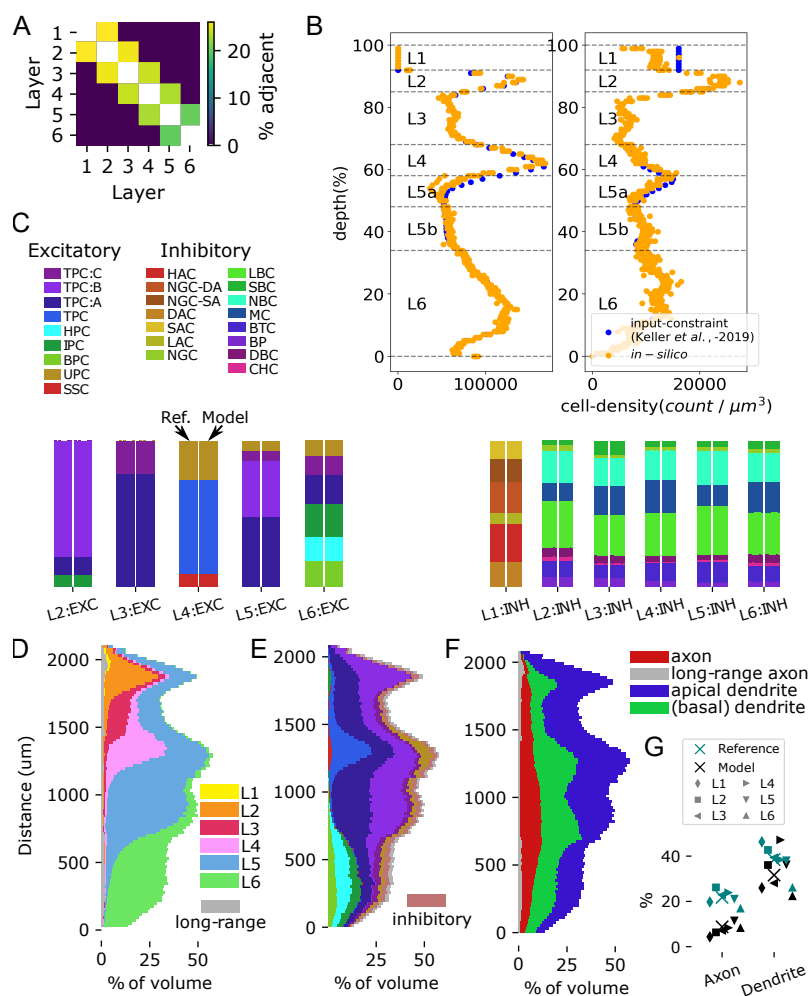 A
Layer
1
2
3
4
5
6
1 2 3 4 5 6
Layer
20
10
0
% adjacent
B
depth(%)
100
80
60
40
20
0
L1
L2
L3
L4
L5a
L5b
L6
0
100000
L1
L2
L3
L4
L5a
L5b
L6
input-constraint
(Keller et al., -2019)
in − silico
0
20000
cell-density(count / μm³)
C
Excitatory
TPC:C
TPC:B
TPC:A
TPC
HPC
IPC
BPC
UPC
SSC
Inhibitory
HAC
NGC-DA
NGC-SA
DAC
SAC
LAC
NGC
LBC
SBC
NBC
MC
BTC
BP
DBC
CHC
Ref. Model
L2:EXC
L3:EXC
L4:EXC
L5:EXC
L6:EXC
L1:INH
L2:INH
L3:INH
L4:INH
L5:INH
L6:INH
D
Distance (um)
2000
1500
1000
500
0
L1
L2
L3
L4
L5
L6
long-range
0 25 50
% of volume
E
inhibitory
0 25 50
% of volume
F
2000
1500
1000
500
0
axon
long-range axon
apical dendrite
(basal) dendrite
0 25 50
% of volume
G
Reference
Model
L1
L2
L3
L4
L5
L6
%
40
20
0
Axon
Dendrite